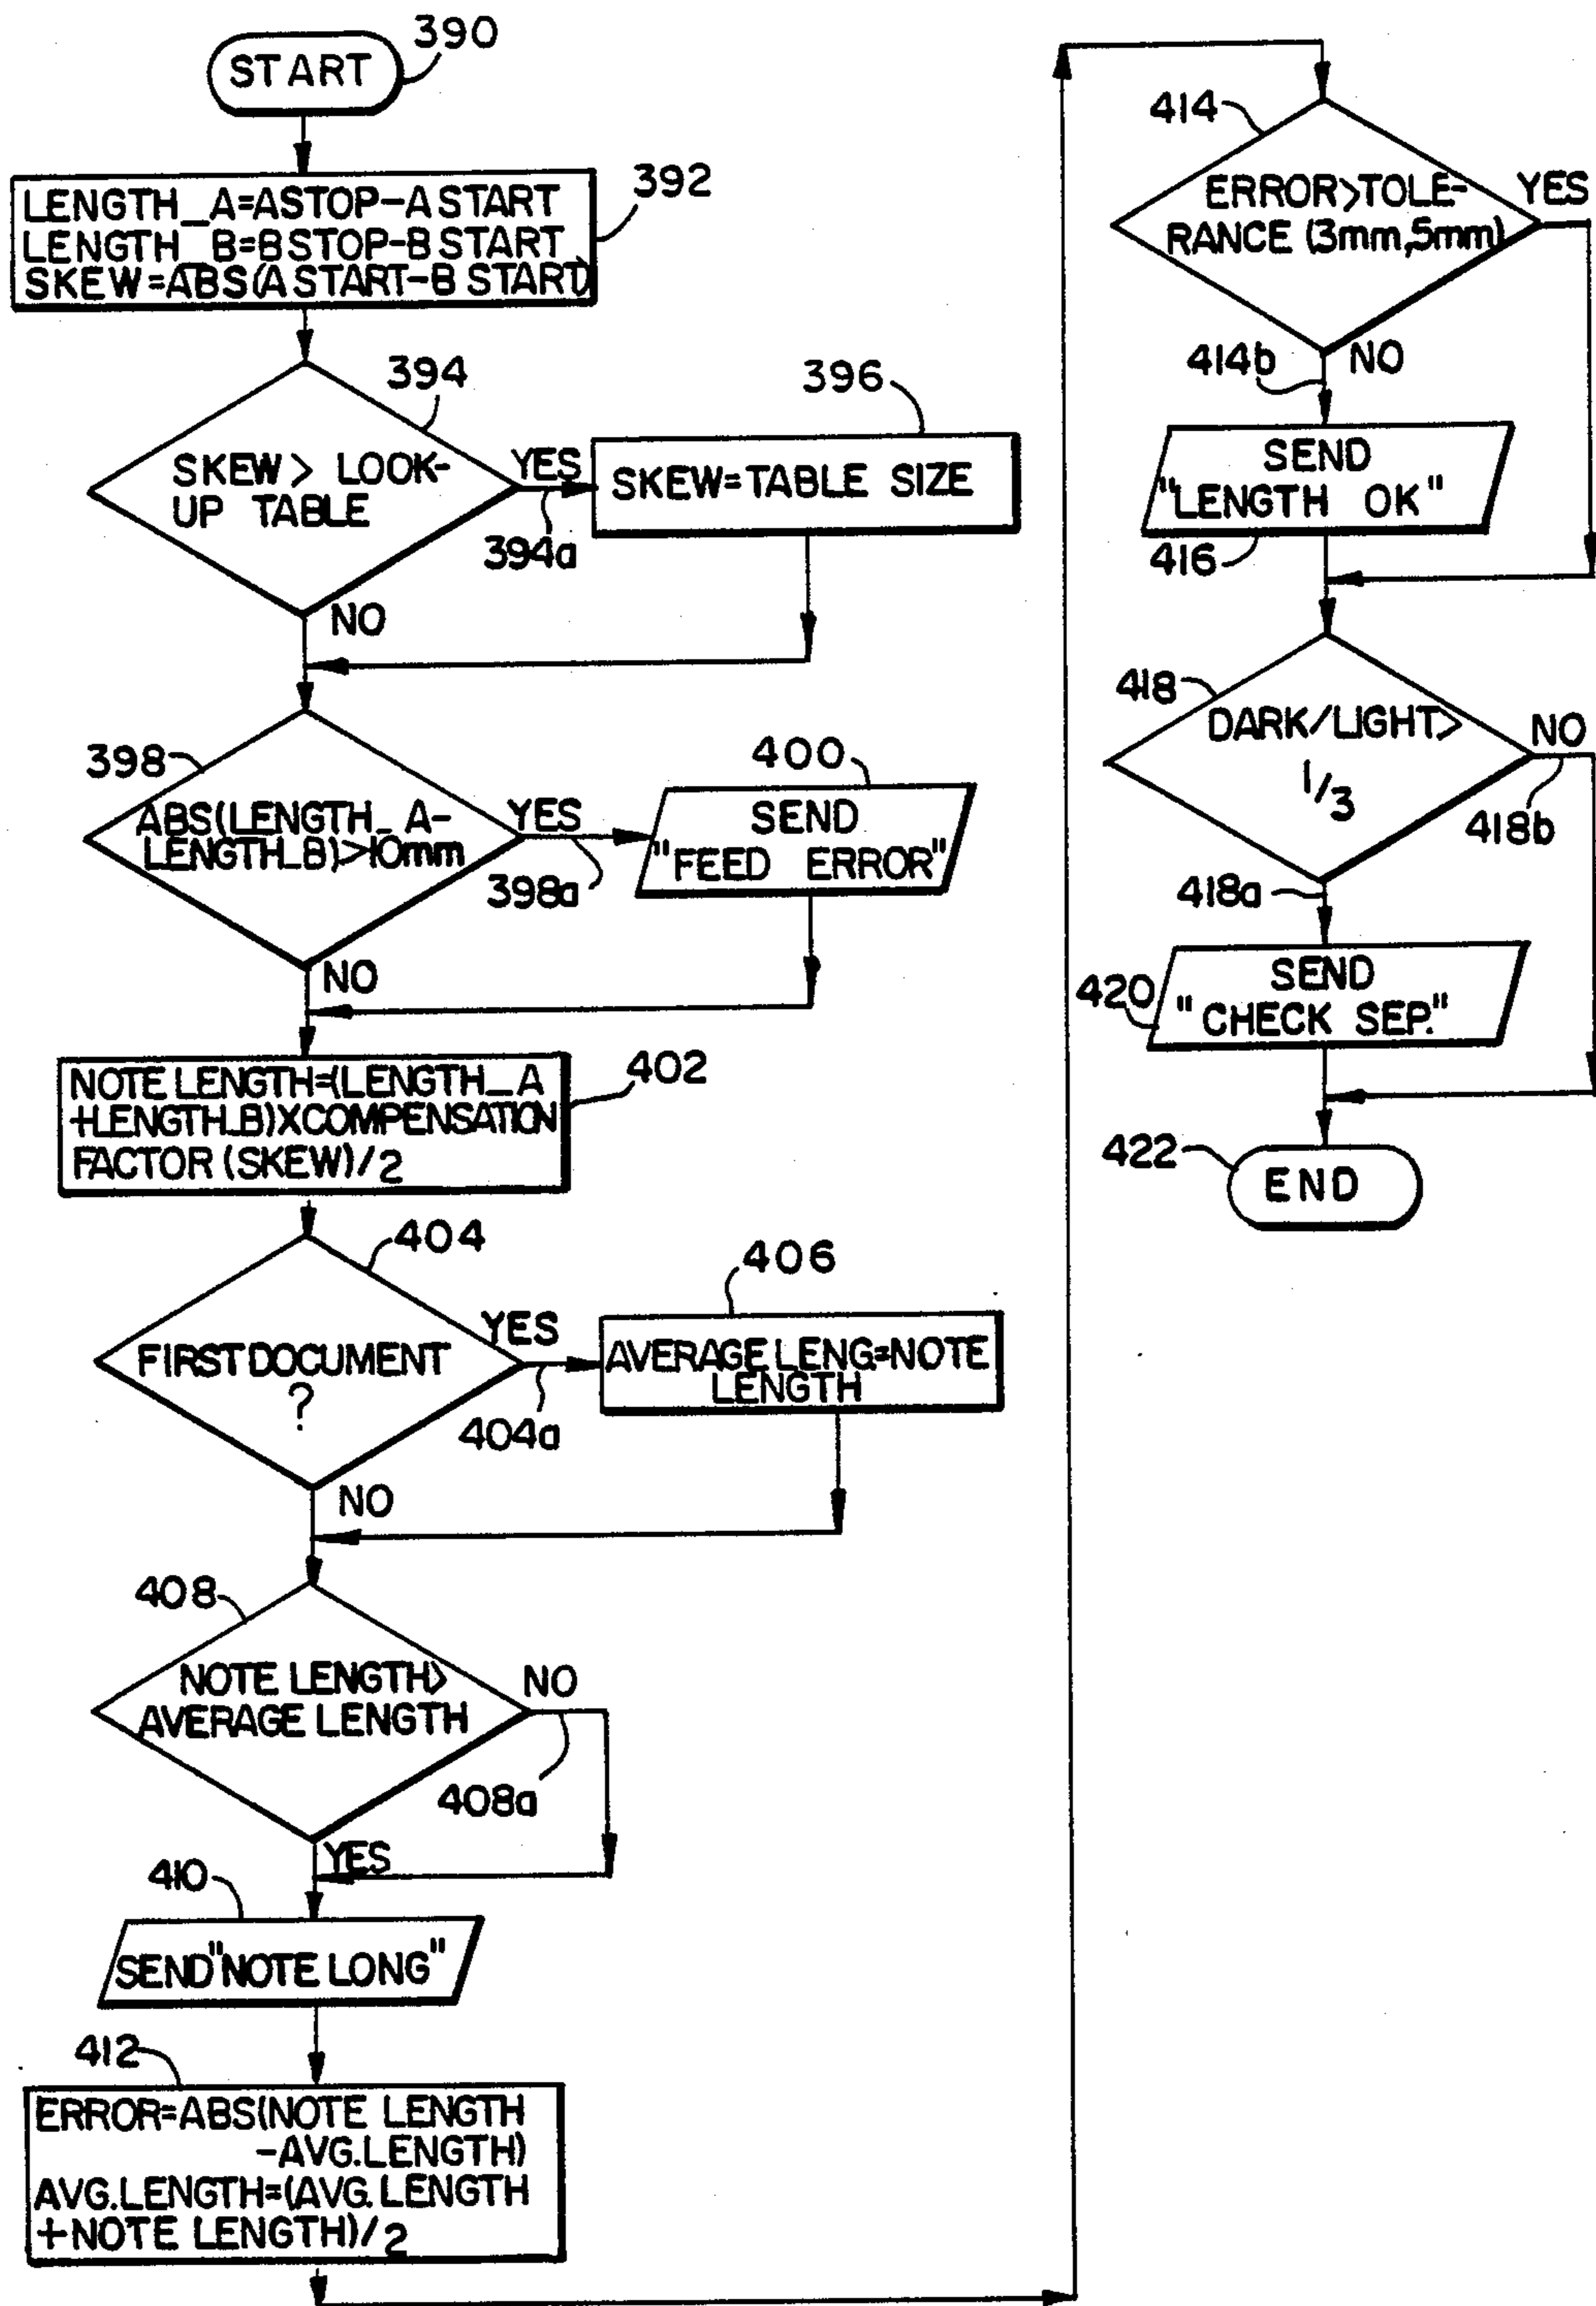 START
390
LENGTH_A=ASTOP-A START
LENGTH_B=BSTOP-B START
SKEW=ABS(A START-B START)
392
SKEW > LOOK-
UP TABLE
394
YES
394a
NO
396
SKEW=TABLE SIZE
398
ABS(LENGTH_A-
LENGTH_B)>10mm
YES
398a
NO
400
SEND
"FEED ERROR"
NOTE LENGTH=(LENGTH_A
+LENGTH_B)XCOMPENSATION
FACTOR (SKEW)/2
402
404
FIRST DOCUMENT
?
YES
404a
NO
406
AVERAGE LENG=NOTE
LENGTH
408
NOTE LENGTH>
AVERAGE LENGTH
NO
408a
YES
410
SEND"NOTE LONG"
412
ERROR=ABS(NOTE LENGTH
-AVG.LENGTH)
AVG.LENGTH=(AVG.LENGTH
+NOTE LENGTH)/2
414
ERROR>TOLE-
RANCE (3mm,5mm)
YES
414b
NO
SEND
"LENGTH OK"
416
418
DARK/LIGHT>
1/3
NO
418b
418a
SEND
"CHECK SEP."
420
422
END